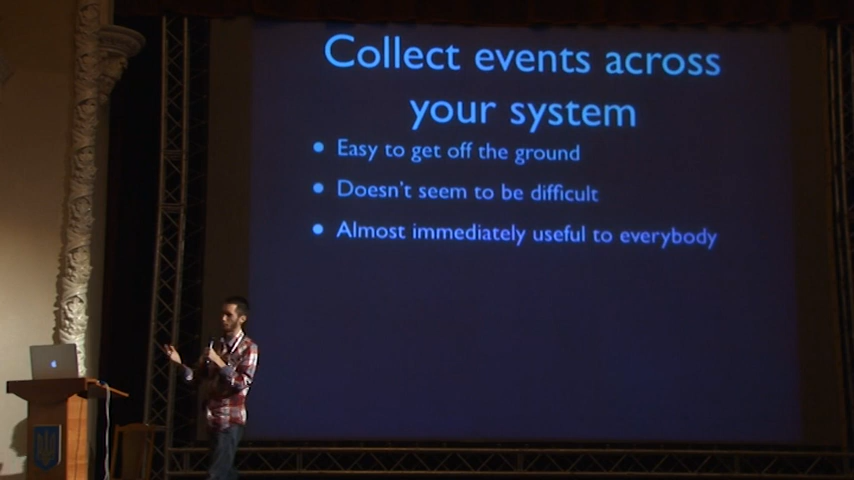 Collect events across
your system
• Easy to get off the ground
• Doesn't seem to be difficult
• Almost immediately useful to everybody